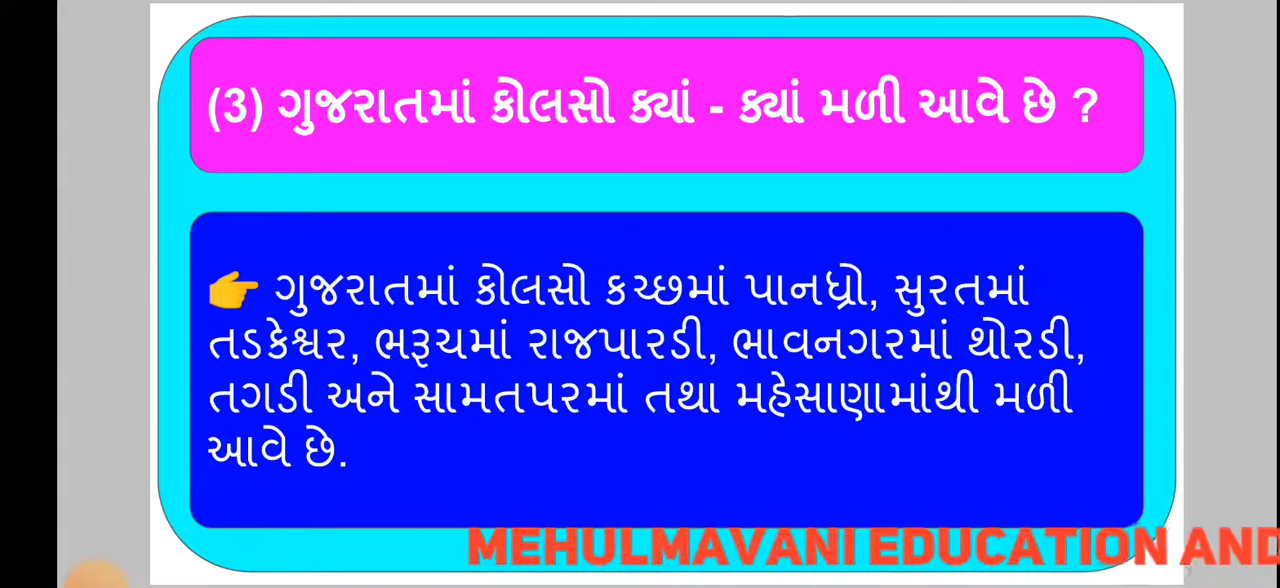 (3) ગુજરાતમાં કોલસો ક્યાં - ક્યાં મળી આવે છે ?
👉 ગુજરાતમાં કોલસો કચ્છમાં પાનધ્રો, સુરતમાં
તડકેશ્વર, ભરૂચમાં રાજપારડી, ભાવનગરમાં થોરડી,
તગડી અને સામતપરમાં તથા મહેસાણામાંથી મળી
આવે છે.
MEHULMAVANI EDUCATION AND